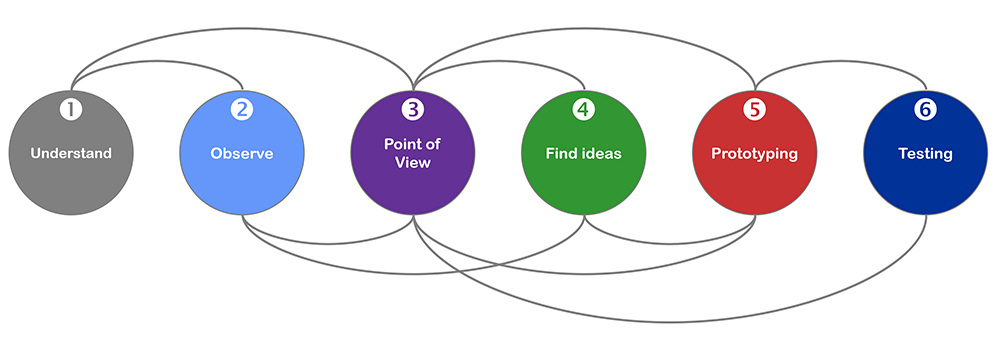 1
Understand
2
Observe
3
Point of
View
4
Find ideas
5
Prototyping
6
Testing